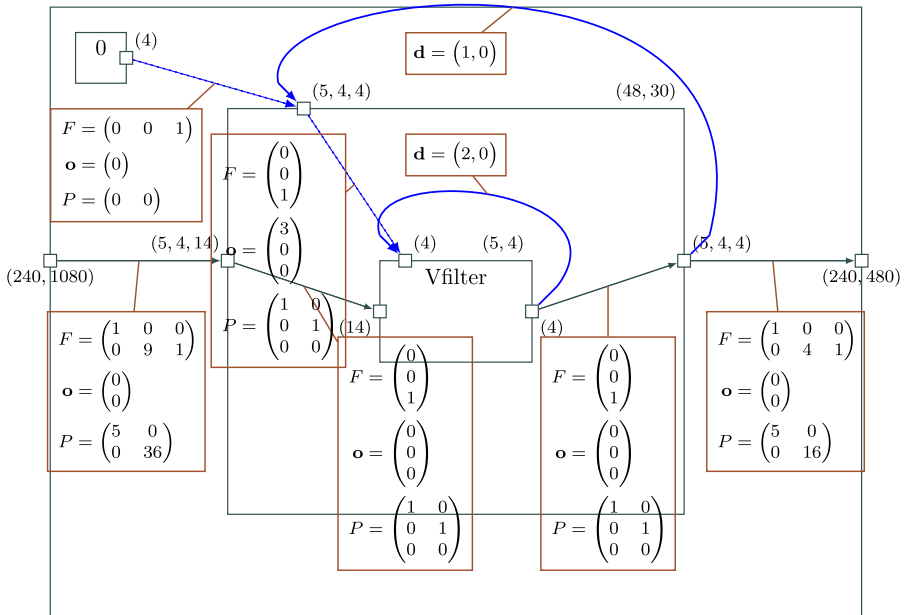 0
(4)
d = (1, 0)
(5, 4, 4)
(48, 30)
F = (0 0 1)
o = (0)
P = (0 0)
F = (0
0
1)
o = (3
0
0)
P = (1 0
0 1
0 0)
d = (2, 0)
(5, 4, 14)
(4)
(5, 4)
(5, 4, 4)
(240, 1080)
Vfilter
(240, 480)
(14)
(4)
F = (1 0 0
0 9 1)
o = (0
0)
P = (5 0
0 36)
F = (0
0
1)
o = (0
0
0)
P = (1 0
0 1
0 0)
F = (0
0
1)
o = (0
0
0)
P = (1 0
0 1
0 0)
F = (1 0 0
0 4 1)
o = (0
0)
P = (5 0
0 16)